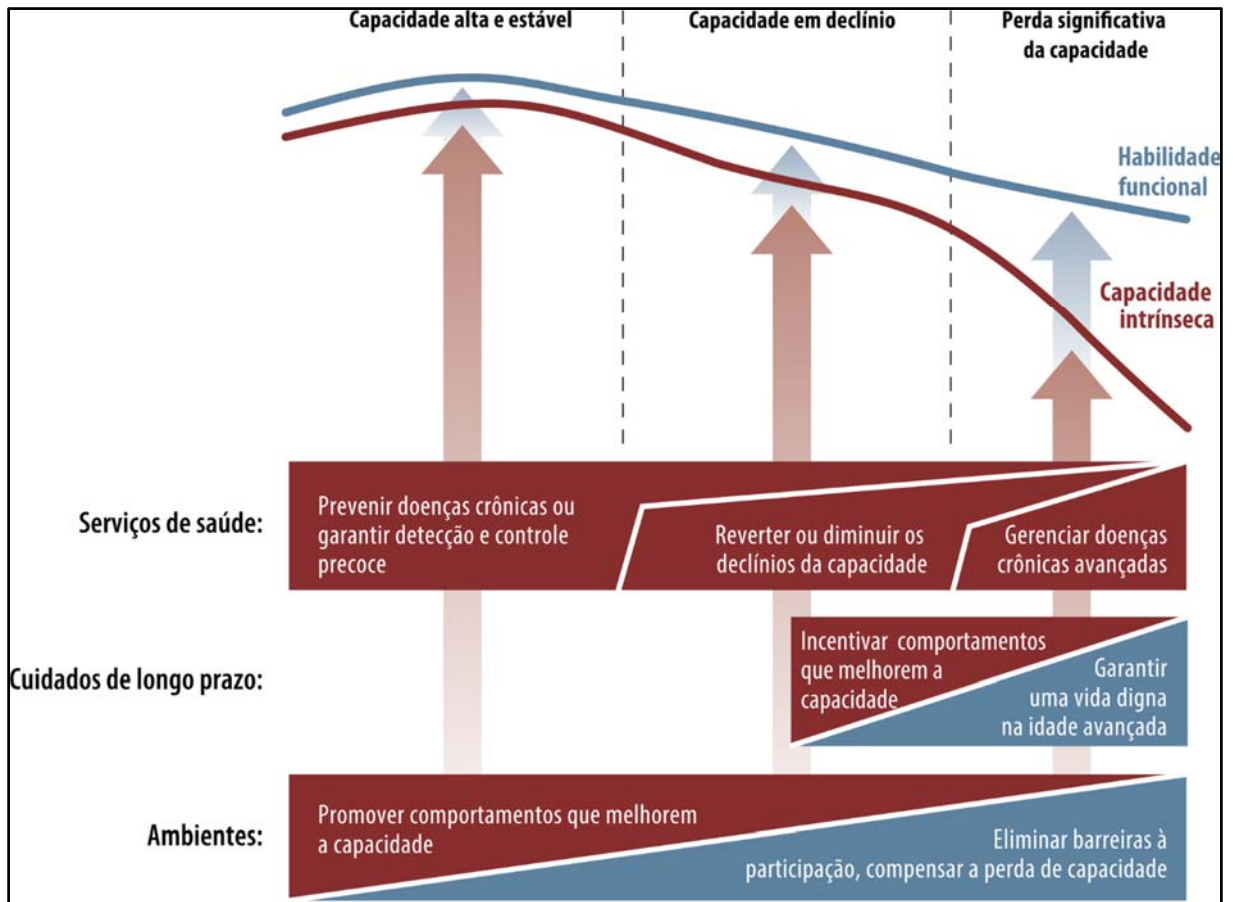 Capacidade alta e estável
Capacidade em declínio
Perda significativa
da capacidade
Habilidade
funcional
Capacidade
intrínseca
Serviços de saúde:
Prevenir doenças crônicas ou
garantir detecção e controle
precoce
Reverter ou diminuir os
declínios da capacidade
Gerenciar doenças
crônicas avançadas
Cuidados de longo prazo:
Incentivar comportamentos
que melhorem a
capacidade
Garantir
uma vida digna
na idade avançada
Ambientes:
Promover comportamentos que melhorem
a capacidade
Eliminar barreiras à
participação, compensar a perda de capacidade